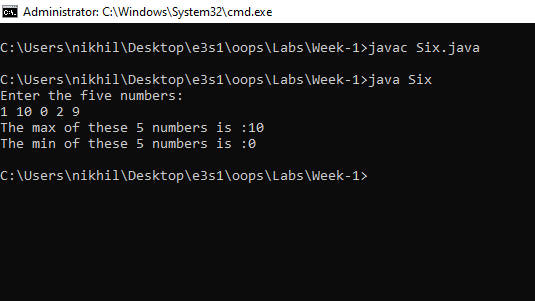 Administrator: C:\Windows\System32\cmd.exe
C:\Users\nikhil\Desktop\e3s1\oops\Labs\Week-1>javac Six.java
C:\Users\nikhil\Desktop\e3s1\oops\Labs\Week-1>java Six
Enter the five numbers:
1 10 0 2 9
The max of these 5 numbers is :10
The min of these 5 numbers is :0
C:\Users\nikhil\Desktop\e3s1\oops\Labs\Week-1>